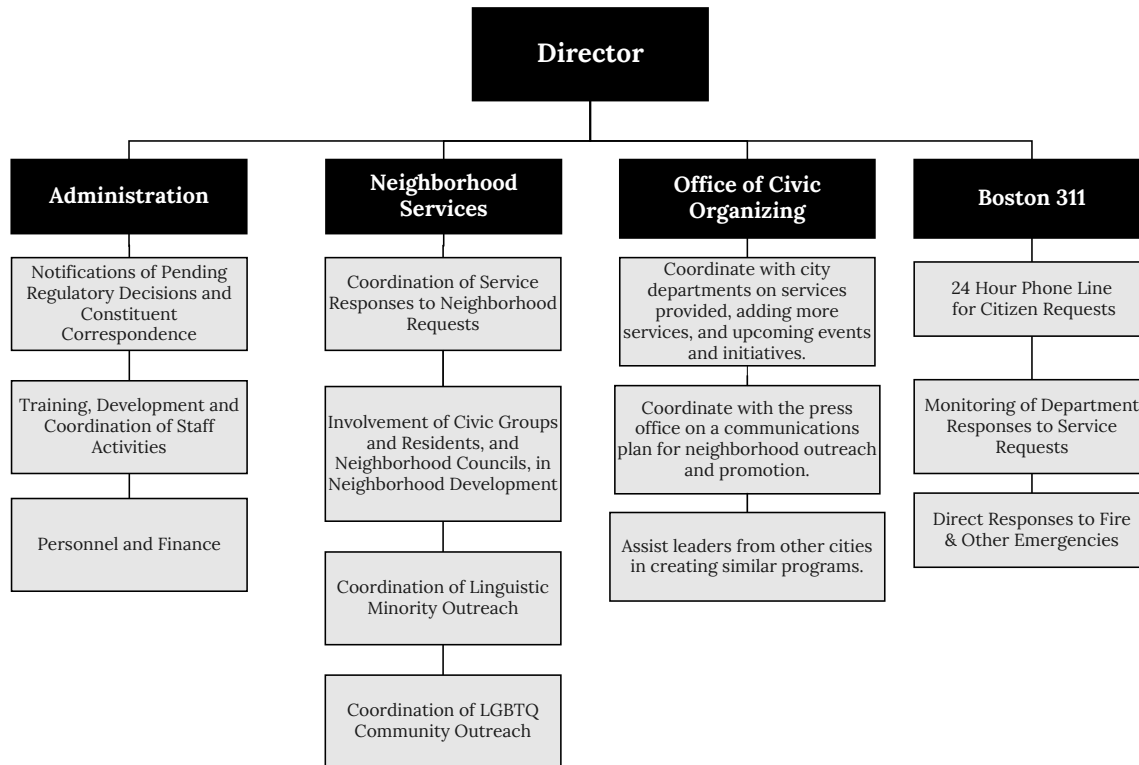 Director
Administration
Notifications of Pending
Regulatory Decisions and
Constituent
Correspondence
Training, Development and
Coordination of Staff
Activities
Personnel and Finance
Neighborhood
Services
Coordination of Service
Responses to Neighborhood
Requests
Involvement of Civic Groups
and Residents, and
Neighborhood Councils, in
Neighborhood Development
Coordination of Linguistic
Minority Outreach
Coordination of LGBTQ
Community Outreach
Office of Civic
Organizing
Coordinate with city
departments on services
provided, adding more
services, and upcoming events
and initiatives.
Coordinate with the press
office on a communications
plan for neighborhood outreach
and promotion.
Assist leaders from other cities
in creating similar programs.
Boston 311
24 Hour Phone Line
for Citizen Requests
Monitoring of Department
Responses to Service
Requests
Direct Responses to Fire
& Other Emergencies